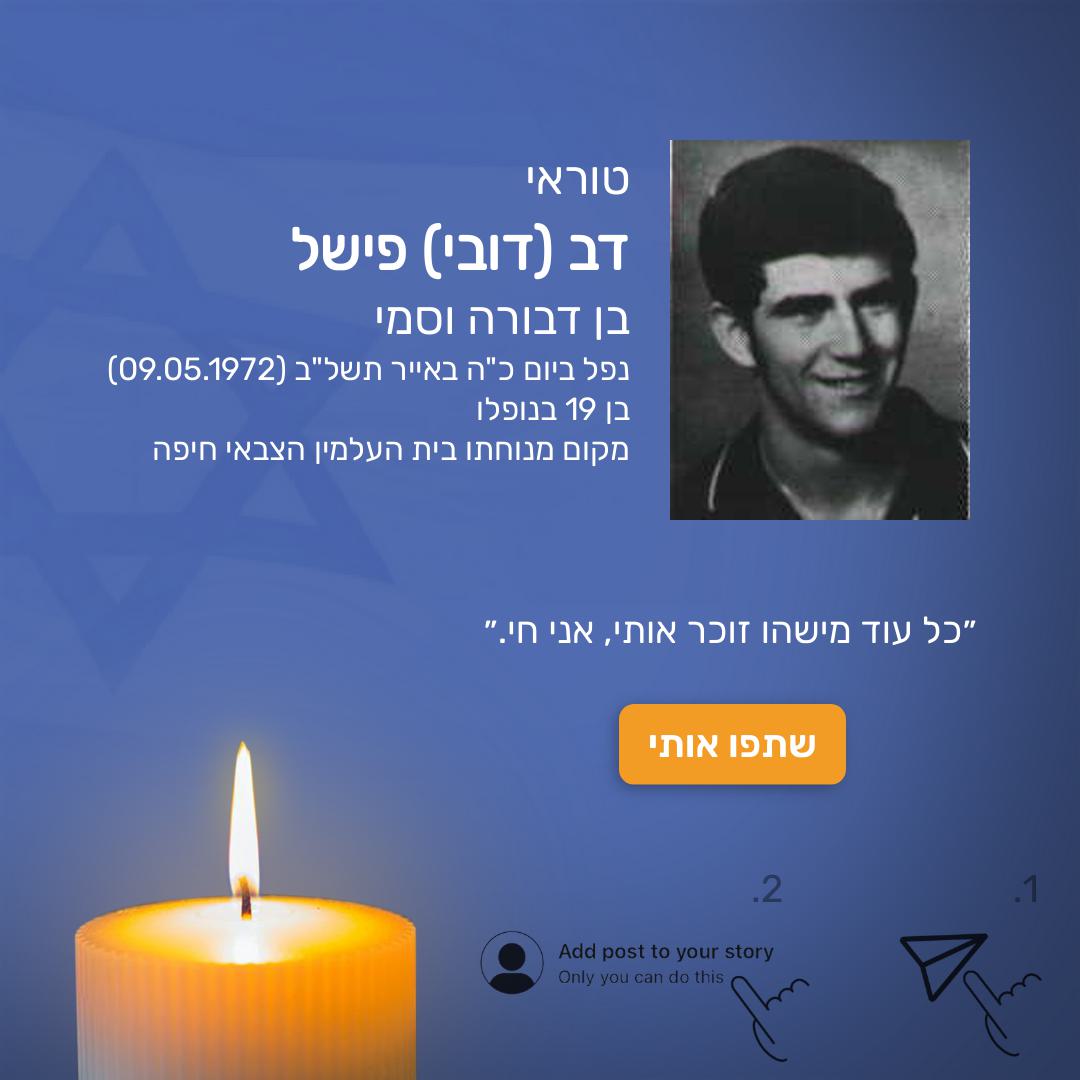 טוראי
דב (דובי) פישל
בן דבורה וסמי
נפל ביום כ"ה באייר תשל"ב (09.05.1972)
בן 19 בנופלו
מקום מנוחתו בית העלמין הצבאי חיפה
״כל עוד מישהו זוכר אותי, אני חי.״
שתפו אותי
.1
.2
Add post to your story
Only you can do this